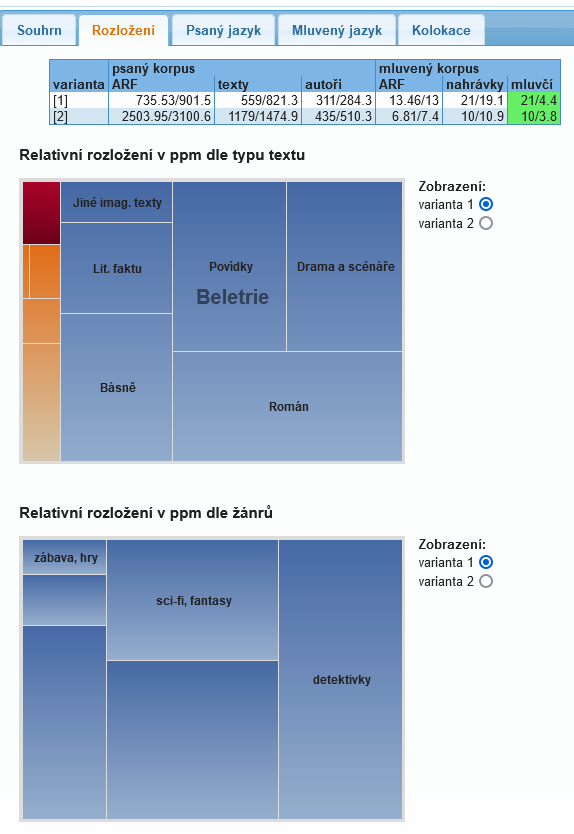 Souhrn Rozložení Psaný jazyk Mluvený jazyk Kolokace
psaný korpus mluvený korpus
varianta ARF texty autoři ARF nahrávky mluvčí
[1] 735.53/901.5 559/821.3 311/284.3 13.46/13 21/19.1 21/4.4
[2] 2503.95/3100.6 1179/1474.9 435/510.3 6.81/7.4 10/10.9 10/3.8
Relativní rozložení v ppm dle typu textu
Zobrazení:
varianta 1
varianta 2
Jiné imag. texty
Lit. faktu
Povídky
Drama a scénáře
Beletrie
Básně
Román
Relativní rozložení v ppm dle žánrů
Zobrazení:
varianta 1
varianta 2
zábava, hry
sci-fi, fantasy
detektivky